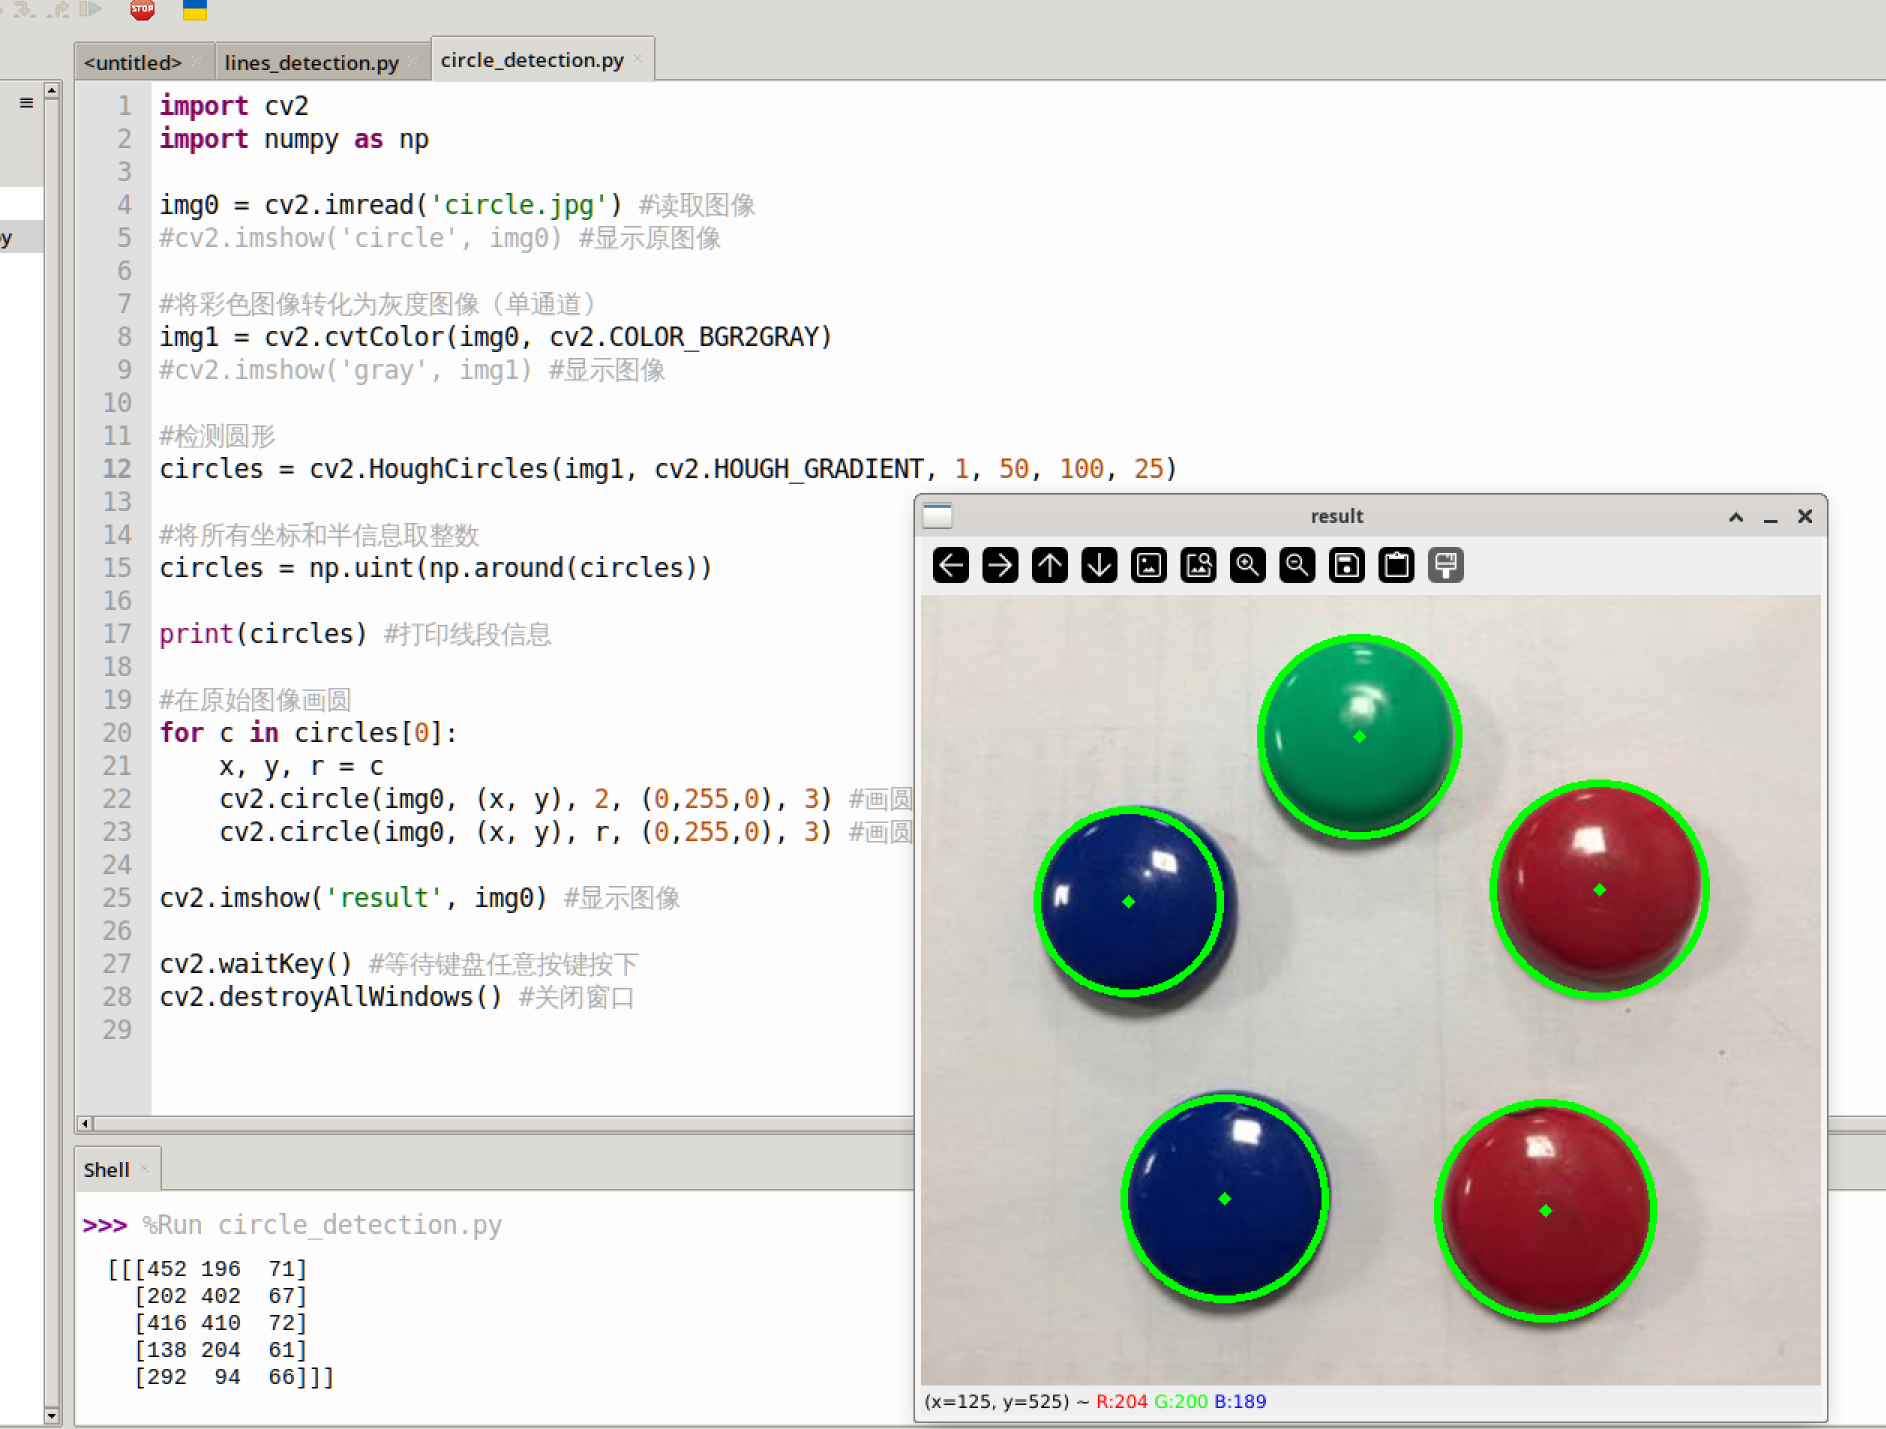 STOP
<untitled>
lines_detection.py
circle_detection.py
1 import cv2
2 import numpy as np
3
4 img0 = cv2.imread('circle.jpg') #读取图像
5 #cv2.imshow('circle', img0) #显示原图像
6
7 #将彩色图像转化为灰度图像（单通道）
8 img1 = cv2.cvtColor(img0, cv2.COLOR_BGR2GRAY)
9 #cv2.imshow('gray', img1) #显示图像
10
11 #检测圆形
12 circles = cv2.HoughCircles(img1, cv2.HOUGH_GRADIENT, 1, 50, 100, 25)
13
14 #将所有坐标和半信息取整数
15 circles = np.uint(np.around(circles))
16
17 print(circles) #打印线段信息
18
19 #在原始图像画圆
20 for c in circles[0]:
21     x, y, r = c
22     cv2.circle(img0, (x, y), 2, (0,255,0), 3) #画圆
23     cv2.circle(img0, (x, y), r, (0,255,0), 3) #画圆
24
25 cv2.imshow('result', img0) #显示图像
26
27 cv2.waitKey() #等待键盘任意按键按下
28 cv2.destroyAllWindows() #关闭窗口
29
Shell
>>> %Run circle_detection.py
[[[452 196  71]
  [202 402  67]
  [416 410  72]
  [138 204  61]
  [292  94  66]]]
result
(x=125, y=525) ~ R:204 G:200 B:189